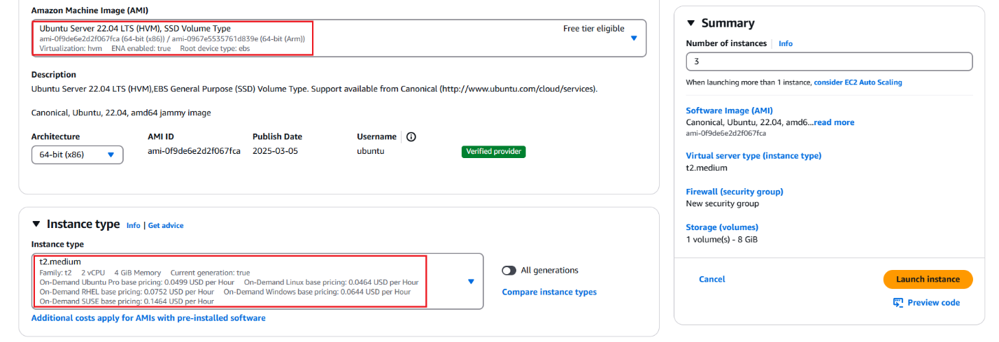 Amazon Machine Image (AMI)
Ubuntu Server 22.04 LTS (HVM), SSD Volume Type
Free tier eligible
ami-0f9de6e2d2f067fca (64-bit (x86)) / ami-0967e5535761d839e (64-bit (Arm))
Virtualization: hvm ENA enabled: true Root device type: ebs
Description
Ubuntu Server 22.04 LTS (HVM),EBS General Purpose (SSD) Volume Type. Support available from Canonical (http://www.ubuntu.com/cloud/services).
Canonical, Ubuntu, 22.04, amd64 jammy image
Architecture AMI ID Publish Date Username
64-bit (x86) ami-0f9de6e2d2f067fca 2025-03-05 ubuntu Verified provider
Instance type Info | Get advice
Instance type
t2.medium
Family: t2 2 vCPU 4 GiB Memory Current generation: true
On-Demand Ubuntu Pro base pricing: 0.0499 USD per Hour On-Demand Linux base pricing: 0.0464 USD per Hour
On-Demand RHEL base pricing: 0.0752 USD per Hour On-Demand Windows base pricing: 0.0644 USD per Hour
On-Demand SUSE base pricing: 0.1464 USD per Hour
All generations
Compare instance types
Additional costs apply for AMIs with pre-installed software
Summary
Number of instances Info
3
When launching more than 1 instance, consider EC2 Auto Scaling
Software Image (AMI)
Canonical, Ubuntu, 22.04, amd6...read more
ami-0f9de6e2d2f067fca
Virtual server type (instance type)
t2.medium
Firewall (security group)
New security group
Storage (volumes)
1 volume(s) - 8 GiB
Cancel
Launch instance
Preview code